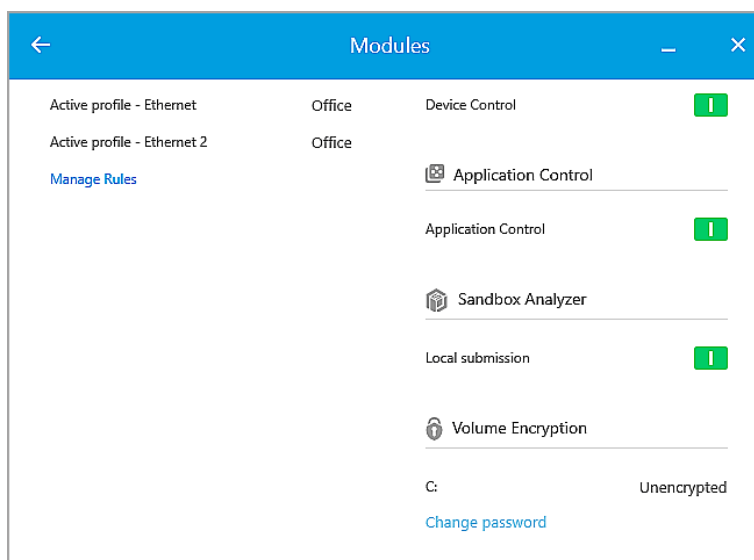 Modules
Active profile - Ethernet Office
Active profile - Ethernet 2 Office
Manage Rules
Device Control
Application Control
Application Control
Sandbox Analyzer
Local submission
Volume Encryption
C: Unencrypted
Change password